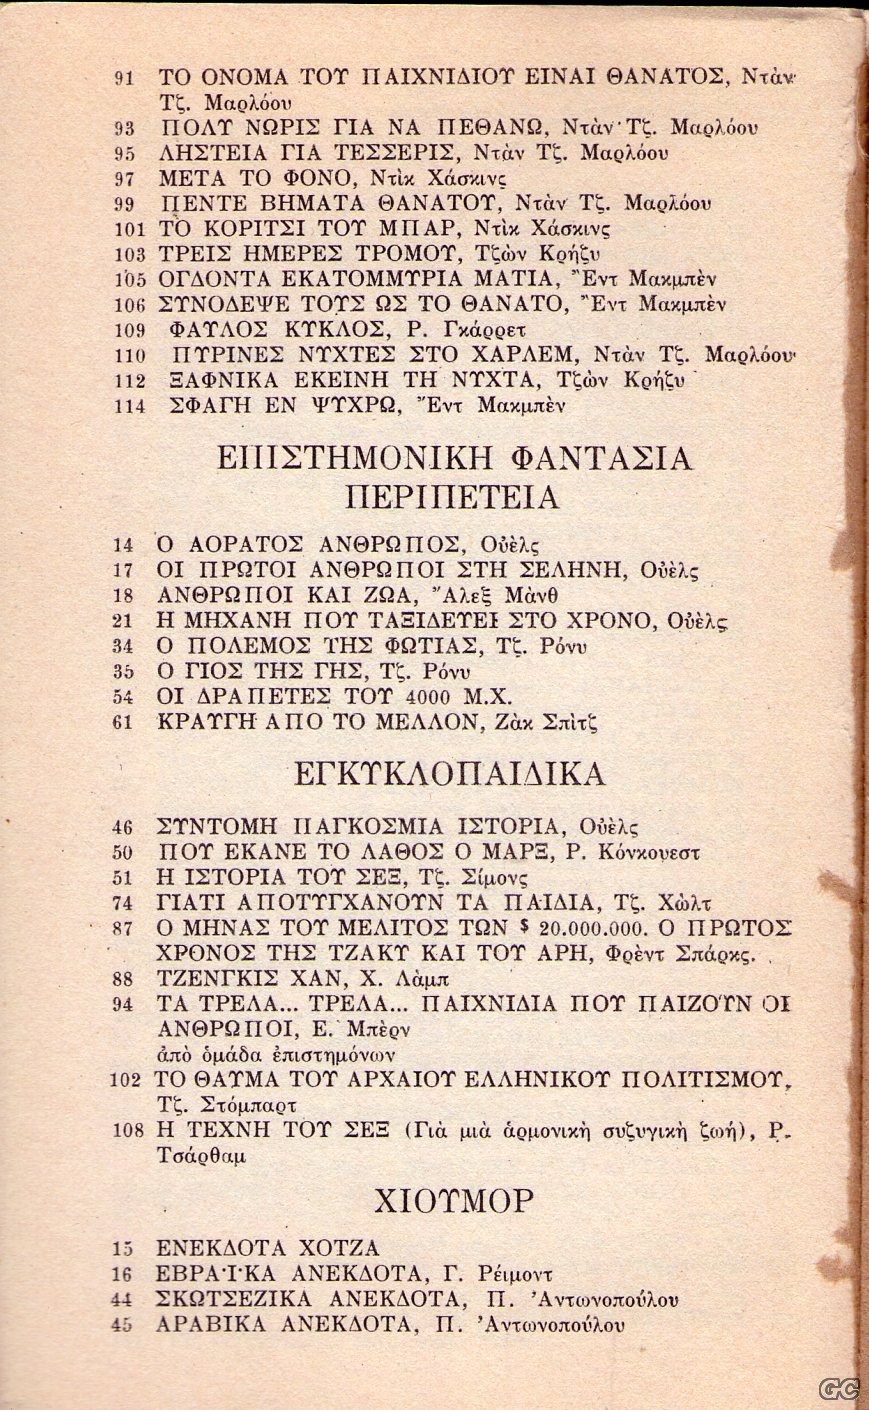 91 ΤΟ ΟΝΟΜΑ ΤΟΥ ΠΑΙΧΝΙΔΙΟΥ ΕΙΝΑΙ ΘΑΝΑΤΟΣ, Ντὰν
Τζ. Μαρλόου
93 ΠΟΛΥ ΝΩΡΙΣ ΓΙΑ ΝΑ ΠΕΘΑΝΩ, Ντὰν Τζ. Μαρλόου
95 ΛΗΣΤΕΙΑ ΓΙΑ ΤΕΣΣΕΡΙΣ, Ντὰν Τζ. Μαρλόου
97 ΜΕΤΑ ΤΟ ΦΟΝΟ, Ντὶκ Χάσκινς
99 ΠΕΝΤΕ ΒΗΜΑΤΑ ΘΑΝΑΤΟΥ, Ντὰν Τζ. Μαρλόου
101 ΤΟ ΚΟΡΙΤΣΙ ΤΟΥ ΜΠΑΡ, Ντὶκ Χάσκινς
103 ΤΡΕΙΣ ΗΜΕΡΕΣ ΤΡΟΜΟΥ, Τζὼν Κρήζυ
105 ΟΓΔΟΝΤΑ ΕΚΑΤΟΜΜΥΡΙΑ ΜΑΤΙΑ, Ἔντ Μακμπὲν
106 ΣΥΝΟΔΕΨΕ ΤΟΥΣ ΩΣ ΤΟ ΘΑΝΑΤΟ, Ἔντ Μακμπὲν
109 ΦΑΥΛΟΣ ΚΥΚΛΟΣ, Ρ. Γκάρρετ
110 ΠΥΡΙΝΕΣ ΝΥΧΤΕΣ ΣΤΟ ΧΑΡΛΕΜ, Ντὰν Τζ. Μαρλόου
112 ΞΑΦΝΙΚΑ ΕΚΕΙΝΗ ΤΗ ΝΥΧΤΑ, Τζὼν Κρήζυ
114 ΣΦΑΓΗ ΕΝ ΨΥΧΡΩ, Ἔντ Μακμπὲν
ΕΠΙΣΤΗΜΟΝΙΚΗ ΦΑΝΤΑΣΙΑ
ΠΕΡΙΠΕΤΕΙΑ
14 Ο ΑΟΡΑΤΟΣ ΑΝΘΡΩΠΟΣ, Οὐὲλς
17 ΟΙ ΠΡΩΤΟΙ ΑΝΘΡΩΠΟΙ ΣΤΗ ΣΕΛΗΝΗ, Οὐὲλς
18 ΑΝΘΡΩΠΟΙ ΚΑΙ ΖΩΑ, Ἄλεξ Μὰνθ
21 Η ΜΗΧΑΝΗ ΠΟΥ ΤΑΞΙΔΕΥΕΙ ΣΤΟ ΧΡΟΝΟ, Οὐὲλς
34 Ο ΠΟΛΕΜΟΣ ΤΗΣ ΦΩΤΙΑΣ, Τζ. Ρόνυ
35 Ο ΓΙΟΣ ΤΗΣ ΓΗΣ, Τζ. Ρόνυ
54 ΟΙ ΔΡΑΠΕΤΕΣ ΤΟΥ 4000 Μ.Χ.
61 ΚΡΑΥΓΗ ΑΠΟ ΤΟ ΜΕΛΛΟΝ, Ζὰκ Σπὶτζ
ΕΓΚΥΚΛΟΠΑΙΔΙΚΑ
46 ΣΥΝΤΟΜΗ ΠΑΓΚΟΣΜΙΑ ΙΣΤΟΡΙΑ, Οὐὲλς
50 ΠΟΥ ΕΚΑΝΕ ΤΟ ΛΑΘΟΣ Ο ΜΑΡΞ, Ρ. Κόνκουεστ
51 Η ΙΣΤΟΡΙΑ ΤΟΥ ΣΕΞ, Τζ. Σίμονς
74 ΓΙΑΤΙ ΑΠΟΤΥΓΧΑΝΟΥΝ ΤΑ ΠΑΙΔΙΑ, Τζ. Χὼλτ
87 Ο ΜΗΝΑΣ ΤΟΥ ΜΕΛΙΤΟΣ ΤΩΝ $ 20.000.000. Ο ΠΡΩΤΟΣ
ΧΡΟΝΟΣ ΤΗΣ ΤΖΑΚΥ ΚΑΙ ΤΟΥ ΑΡΗ, Φρὲντ Σπάρκς.
88 ΤΖΕΝΓΚΙΣ ΧΑΝ, Χ. Λὰμπ
94 ΤΑ ΤΡΕΛΑ... ΤΡΕΛΑ... ΠΑΙΧΝΙΔΙΑ ΠΟΥ ΠΑΙΖΟΥΝ ΟΙ
ΑΝΘΡΩΠΟΙ, Ε. Μπὲρν
ἀπὸ ὁμάδα ἐπιστημόνων
102 ΤΟ ΘΑΥΜΑ ΤΟΥ ΑΡΧΑΙΟΥ ΕΛΛΗΝΙΚΟΥ ΠΟΛΙΤΙΣΜΟΥ,
Τζ. Στόμπαρτ
108 Η ΤΕΧΝΗ ΤΟΥ ΣΕΞ (Γιὰ μιὰ ἁρμονικὴ συζυγικὴ ζωή), Ρ.
Τσάρθαμ
ΧΙΟΥΜΟΡ
15 ΕΝΕΚΔΟΤΑ ΧΟΤΖΑ
16 ΕΒΡΑΪΚΑ ΑΝΕΚΔΟΤΑ, Γ. Ρέιμοντ
44 ΣΚΩΤΣΕΖΙΚΑ ΑΝΕΚΔΟΤΑ, Π. Ἀντωνοπούλου
45 ΑΡΑΒΙΚΑ ΑΝΕΚΔΟΤΑ, Π. Ἀντωνοπούλου
GC